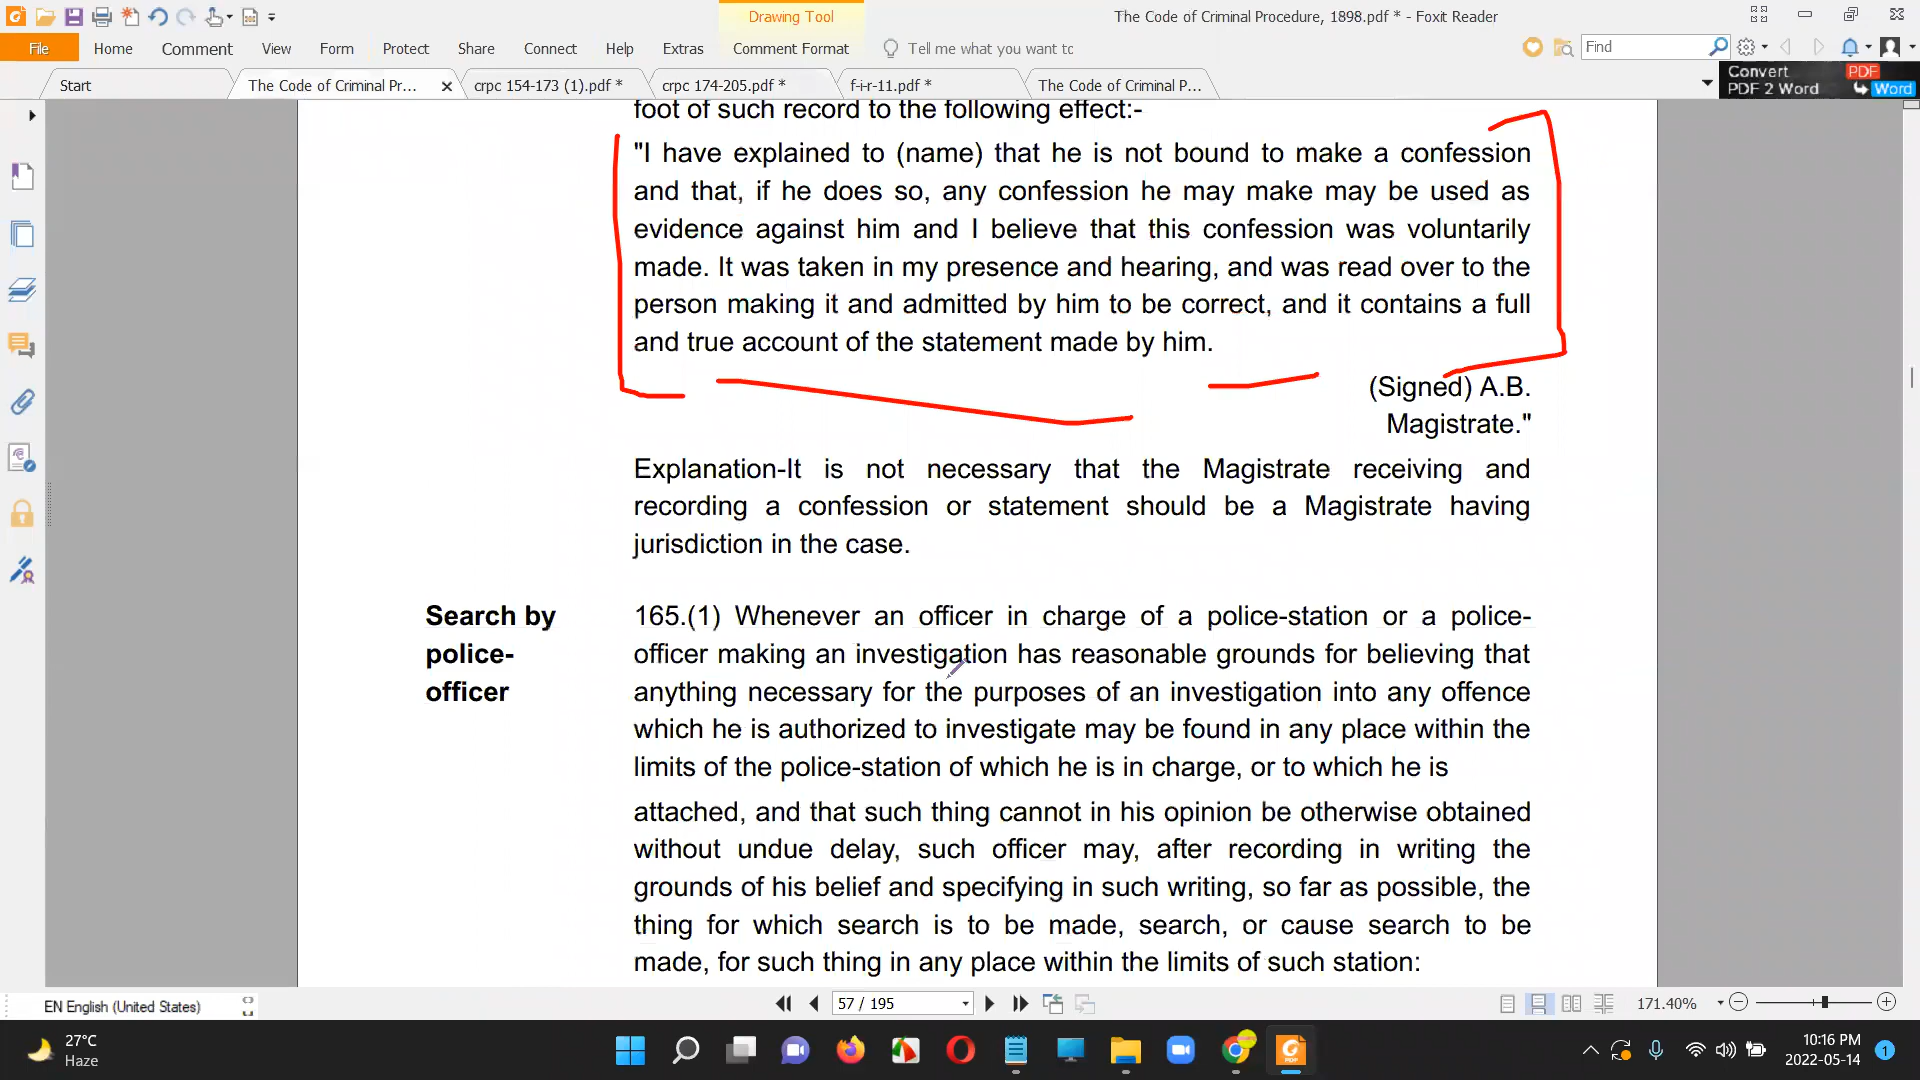 Drawing Tool
The Code of Criminal Procedure, 1898.pdf * - Foxit Reader
File Home Comment View Form Protect Share Connect Help Extras Comment Format Tell me what you want to Find
Start The Code of Criminal Pr... crpc 154-173 (1).pdf * crpc 174-205.pdf * f-i-r-11.pdf * The Code of Criminal P...
Convert PDF
PDF 2 Word Word
foot of such record to the following effect:-
"I have explained to (name) that he is not bound to make a confession
and that, if he does so, any confession he may make may be used as
evidence against him and I believe that this confession was voluntarily
made. It was taken in my presence and hearing, and was read over to the
person making it and admitted by him to be correct, and it contains a full
and true account of the statement made by him.
(Signed) A.B.
Magistrate."
Explanation-It is not necessary that the Magistrate receiving and
recording a confession or statement should be a Magistrate having
jurisdiction in the case.
Search by
police-
officer
165.(1) Whenever an officer in charge of a police-station or a police-
officer making an investigation has reasonable grounds for believing that
anything necessary for the purposes of an investigation into any offence
which he is authorized to investigate may be found in any place within the
limits of the police-station of which he is in charge, or to which he is
attached, and that such thing cannot in his opinion be otherwise obtained
without undue delay, such officer may, after recording in writing the
grounds of his belief and specifying in such writing, so far as possible, the
thing for which search is to be made, search, or cause search to be
made, for such thing in any place within the limits of such station:
EN English (United States)
57 / 195
171.40%
27°C
Haze
10:16 PM
2022-05-14
1